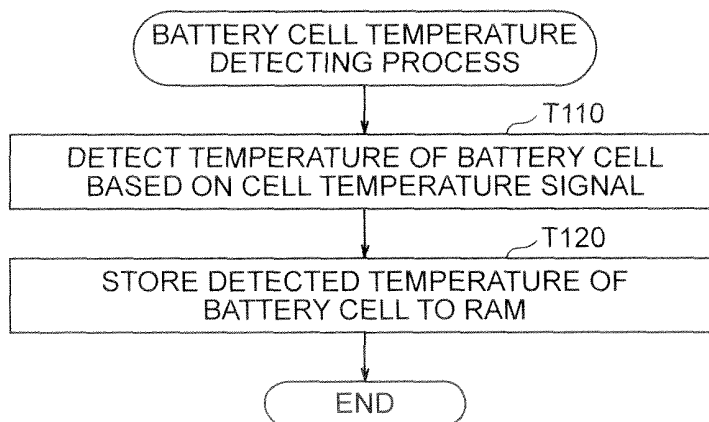 BATTERY CELL TEMPERATURE
DETECTING PROCESS
T110
DETECT TEMPERATURE OF BATTERY CELL
BASED ON CELL TEMPERATURE SIGNAL
T120
STORE DETECTED TEMPERATURE OF
BATTERY CELL TO RAM
END